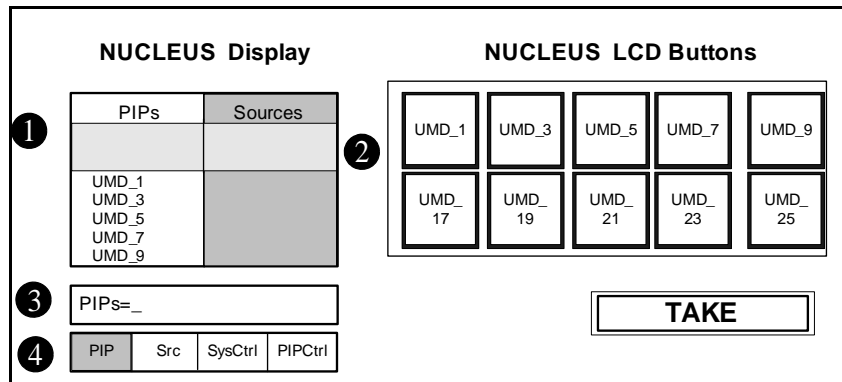 NUCLEUS Display
NUCLEUS LCD Buttons
1
PIPs Sources
UMD_1
UMD_3
UMD_5
UMD_7
UMD_9
2
UMD_1 UMD_3 UMD_5 UMD_7 UMD_9
UMD_ UMD_ UMD_ UMD_ UMD_
17 19 21 23 25
3
PIPs=_
TAKE
4
PIP Src SysCtrl PIPCtrl